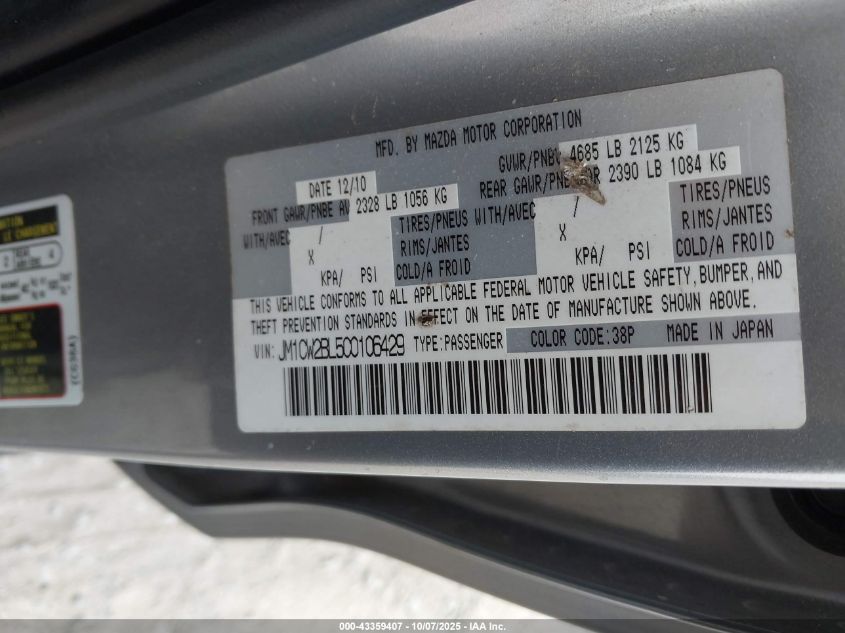 MFD. BY MAZDA MOTOR CORPORATION
DATE 12/10
GVWR/PNBV 4685 LB 2125 KG
FRONT GAWR/PNBE AV 2328 LB 1056 KG
REAR GAWR/PNBE AR 2390 LB 1084 KG
WITH/AVEC / TIRES/PNEUS WITH/AVEC / TIRES/PNEUS
X RIMS/JANTES X RIMS/JANTES
KPA/ PSI COLD/A FROID KPA/ PSI COLD/A FROID
THIS VEHICLE CONFORMS TO ALL APPLICABLE FEDERAL MOTOR VEHICLE SAFETY, BUMPER, AND
THEFT PREVENTION STANDARDS IN EFFECT ON THE DATE OF MANUFACTURE SHOWN ABOVE.
VIN: JM1CW2BL5C0106429 TYPE: PASSENGER COLOR CODE: 38P MADE IN JAPAN
LE CHARGEMENT
(CG39BA)
000-43359407 - 10/07/2025 - IAA Inc.